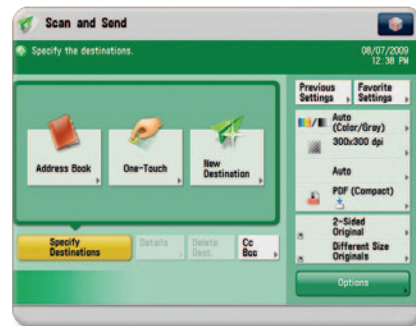 Scan and Send
Specify the destinations.
08/07/2009
12:38 PM
Previous
Settings
Favorite
Settings
Auto
(Color/Gray)
300x300 dpi
Auto
PDF (Compact)
2-Sided
Original
Different Size
Originals
Options
Address Book
One-Touch
New
Destination
Specify
Destinations
Details
Delete
Dest.
Cc
Bcc